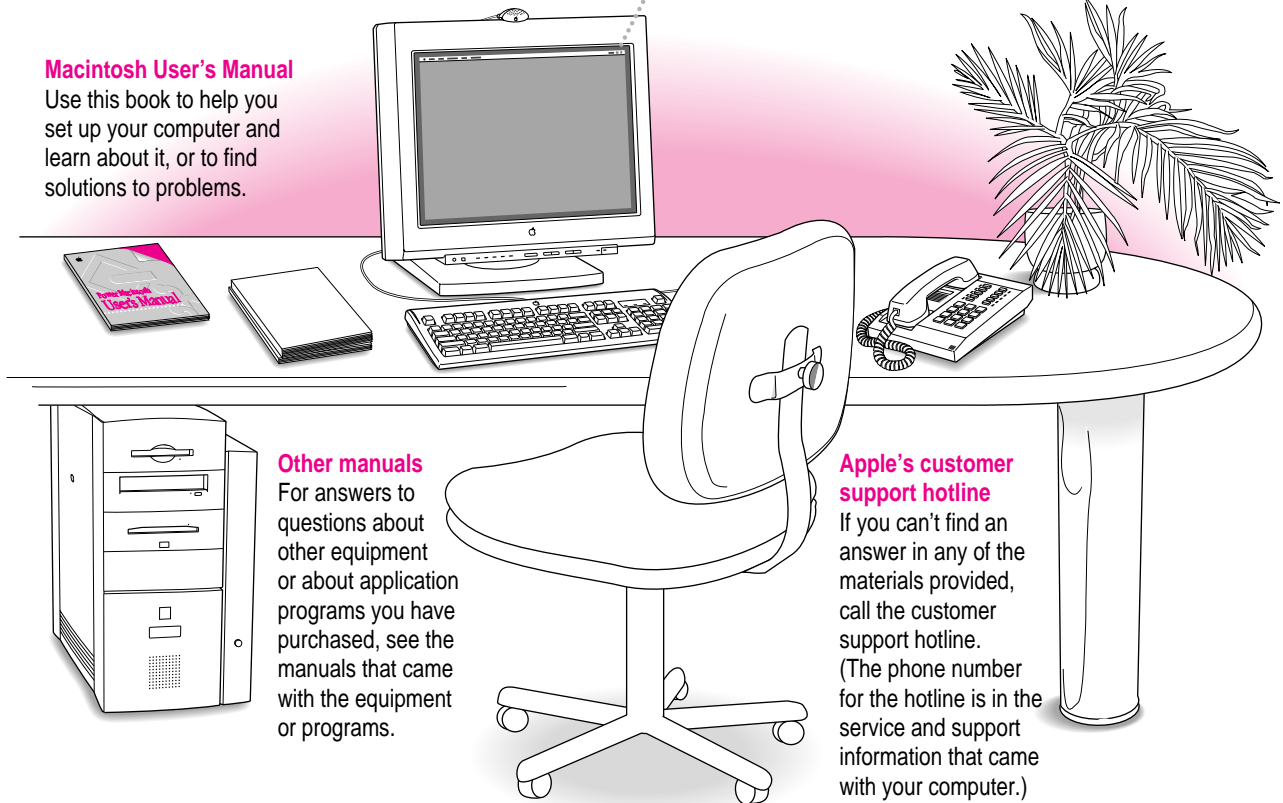 Macintosh User’s Manual
Use this book to help you
set up your computer and
learn about it, or to find
solutions to problems.
Power Macintosh
User’s Manual
Other manuals
For answers to
questions about
other equipment
or about application
programs you have
purchased, see the
manuals that came
with the equipment
or programs.
Apple’s customer
support hotline
If you can’t find an
answer in any of the
materials provided,
call the customer
support hotline.
(The phone number
for the hotline is in the
service and support
information that came
with your computer.)